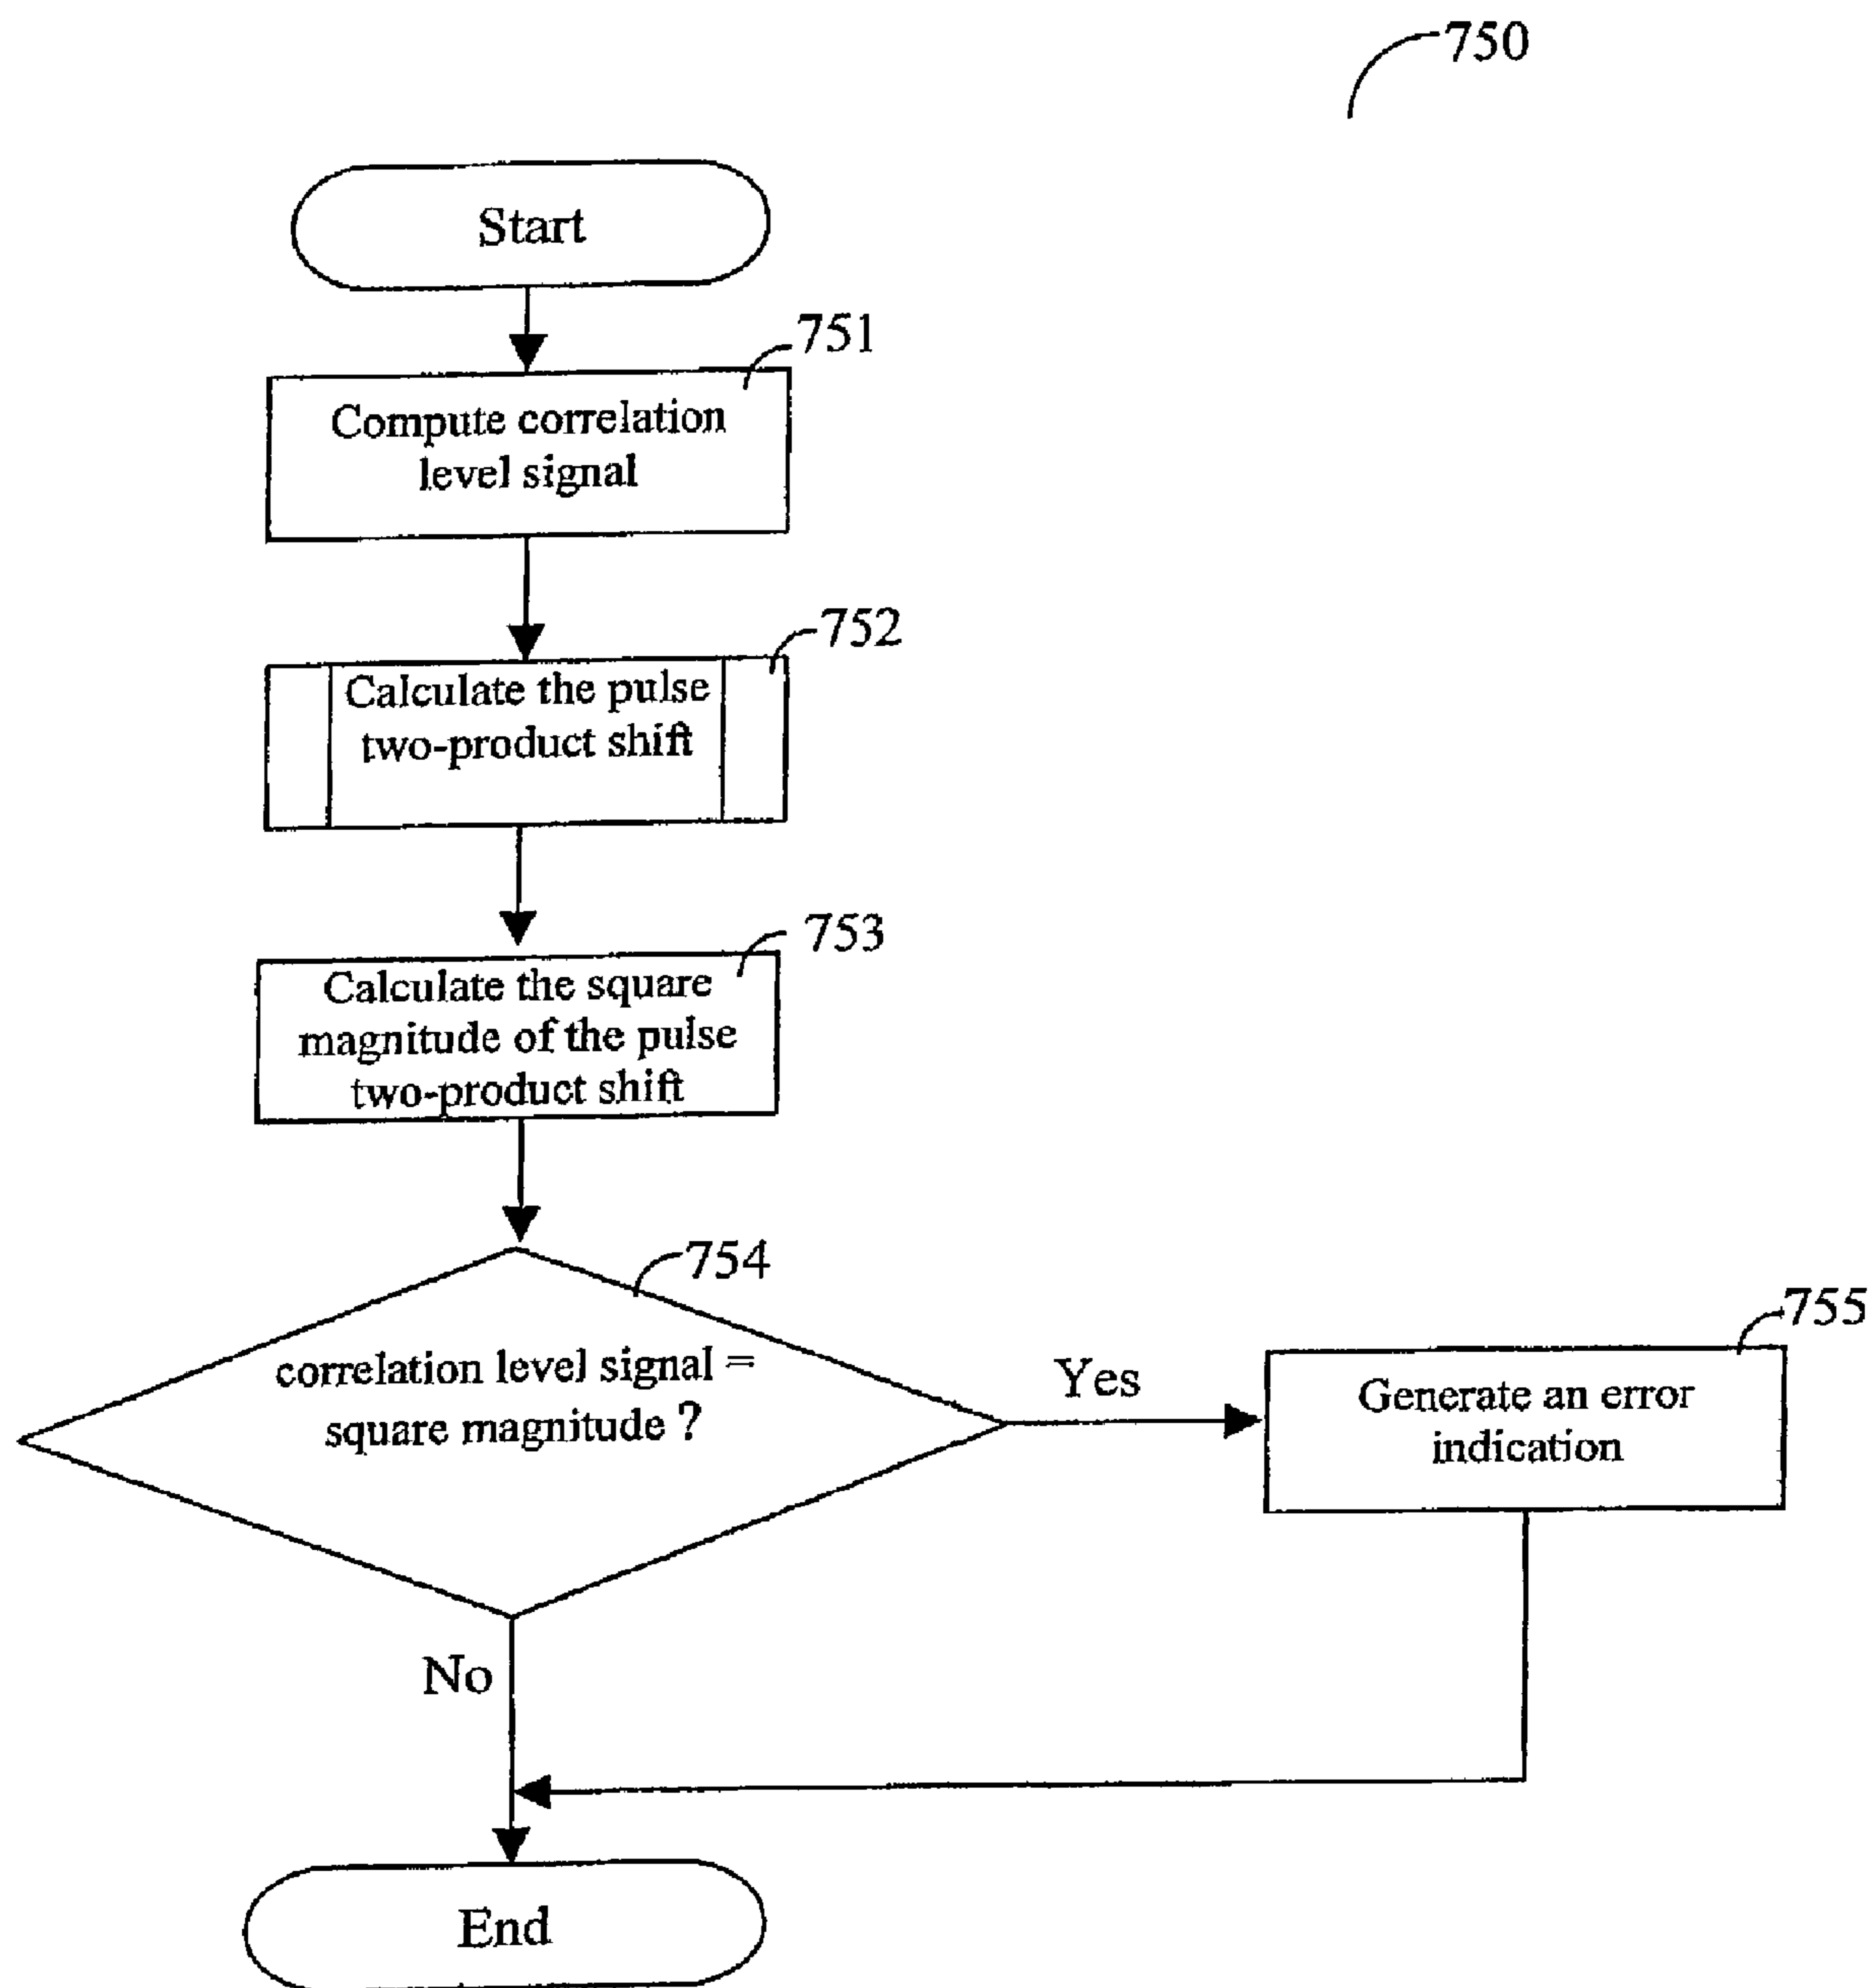 750
Start
751
Compute correlation
level signal
752
Calculate the pulse
two-product shift
753
Calculate the square
magnitude of the pulse
two-product shift
754
correlation level signal =
square magnitude ?
Yes
755
Generate an error
indication
No
End